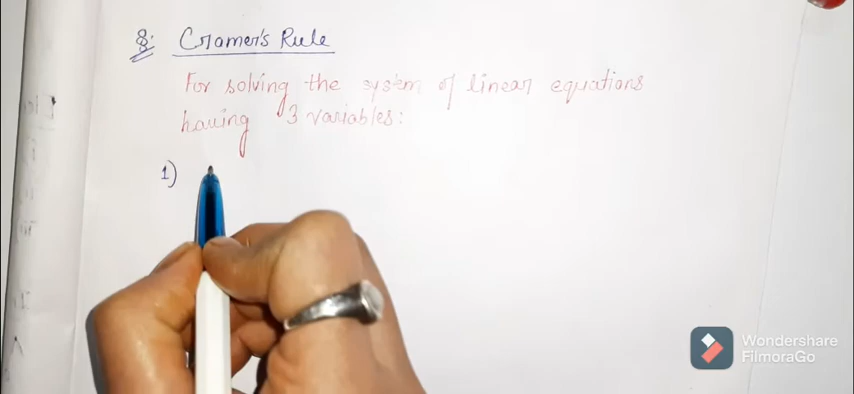 8. Cramer's Rule
For solving the system of linear equations
having 3 variables:
1)
Wondershare
FilmoraGo